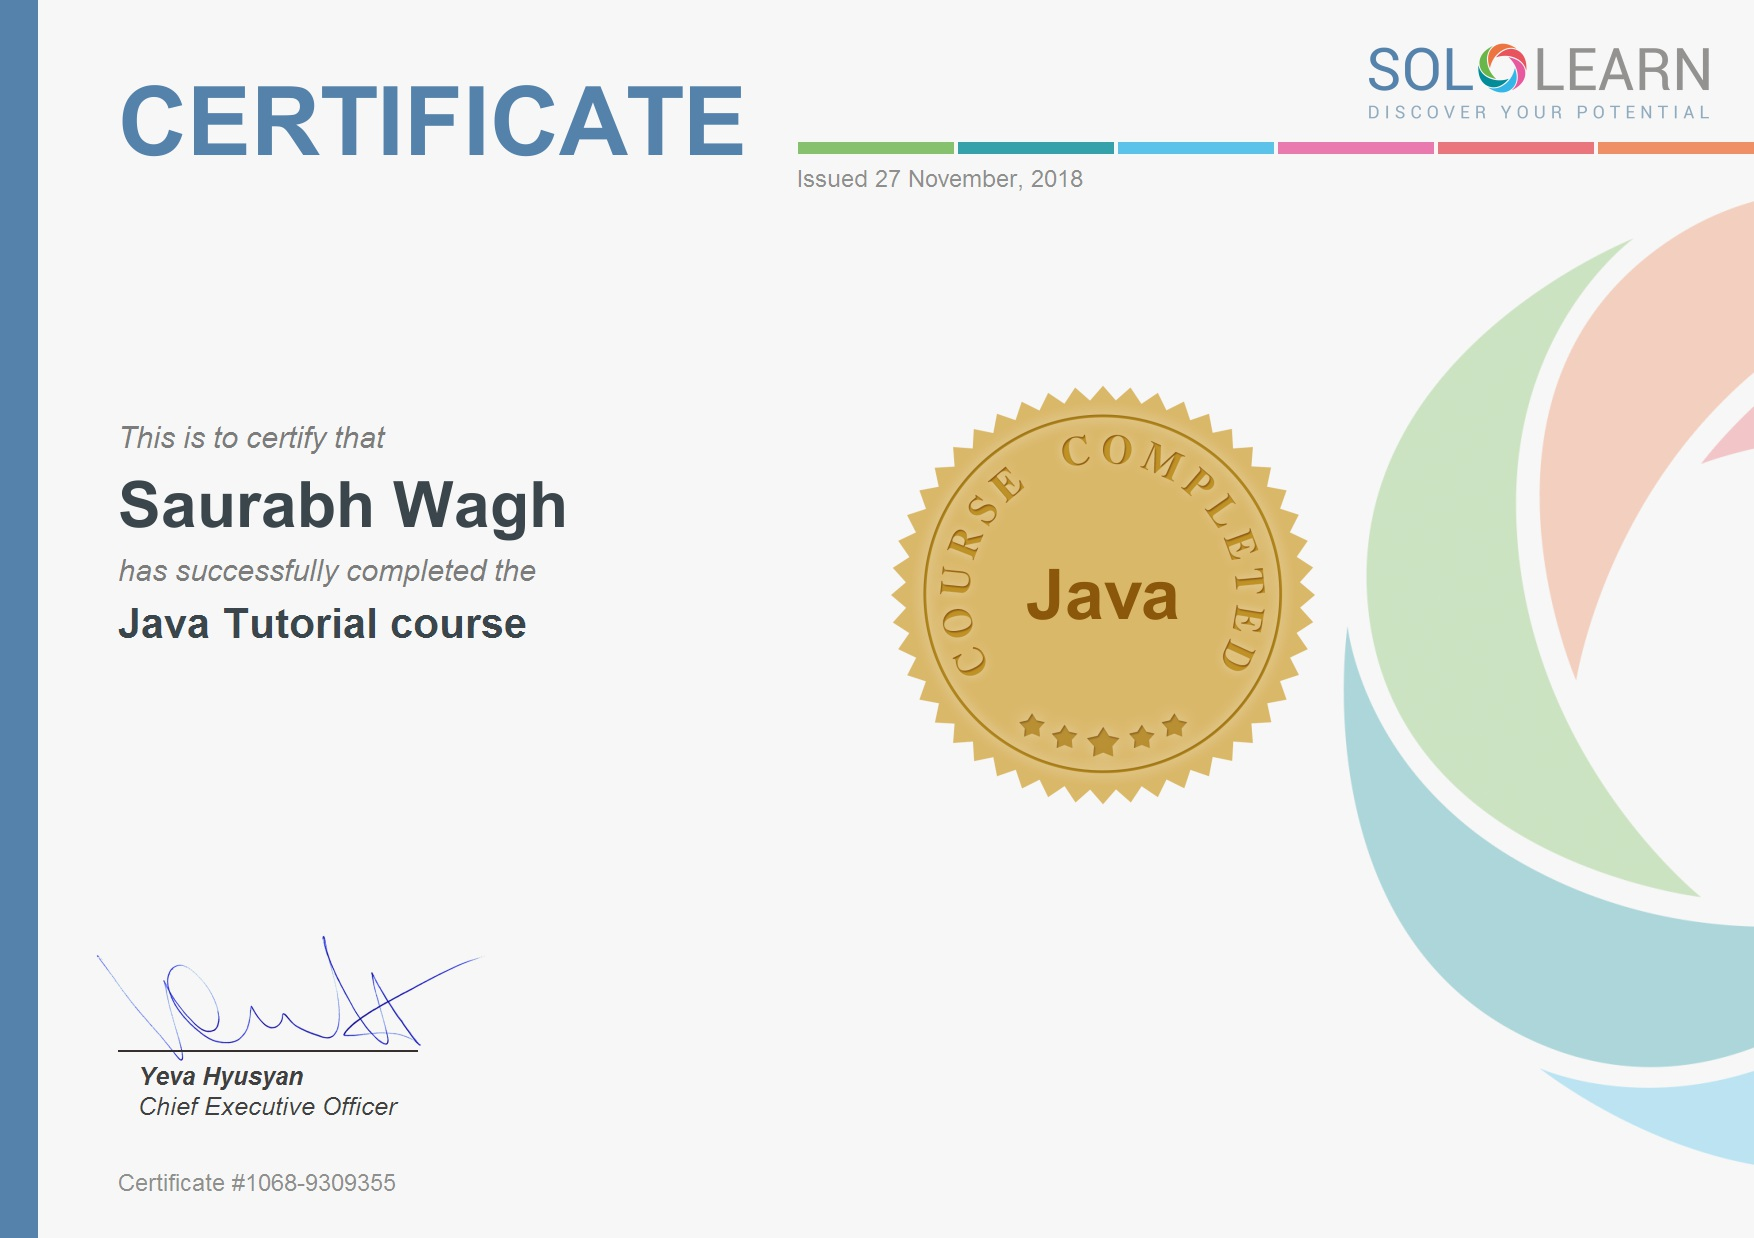 SOLOLEARN
DISCOVER YOUR POTENTIAL
CERTIFICATE
Issued 27 November, 2018
This is to certify that
Saurabh Wagh
has successfully completed the
Java Tutorial course
COURSE COMPLETED
Java
Yeva Hyusyan
Chief Executive Officer
Certificate #1068-9309355